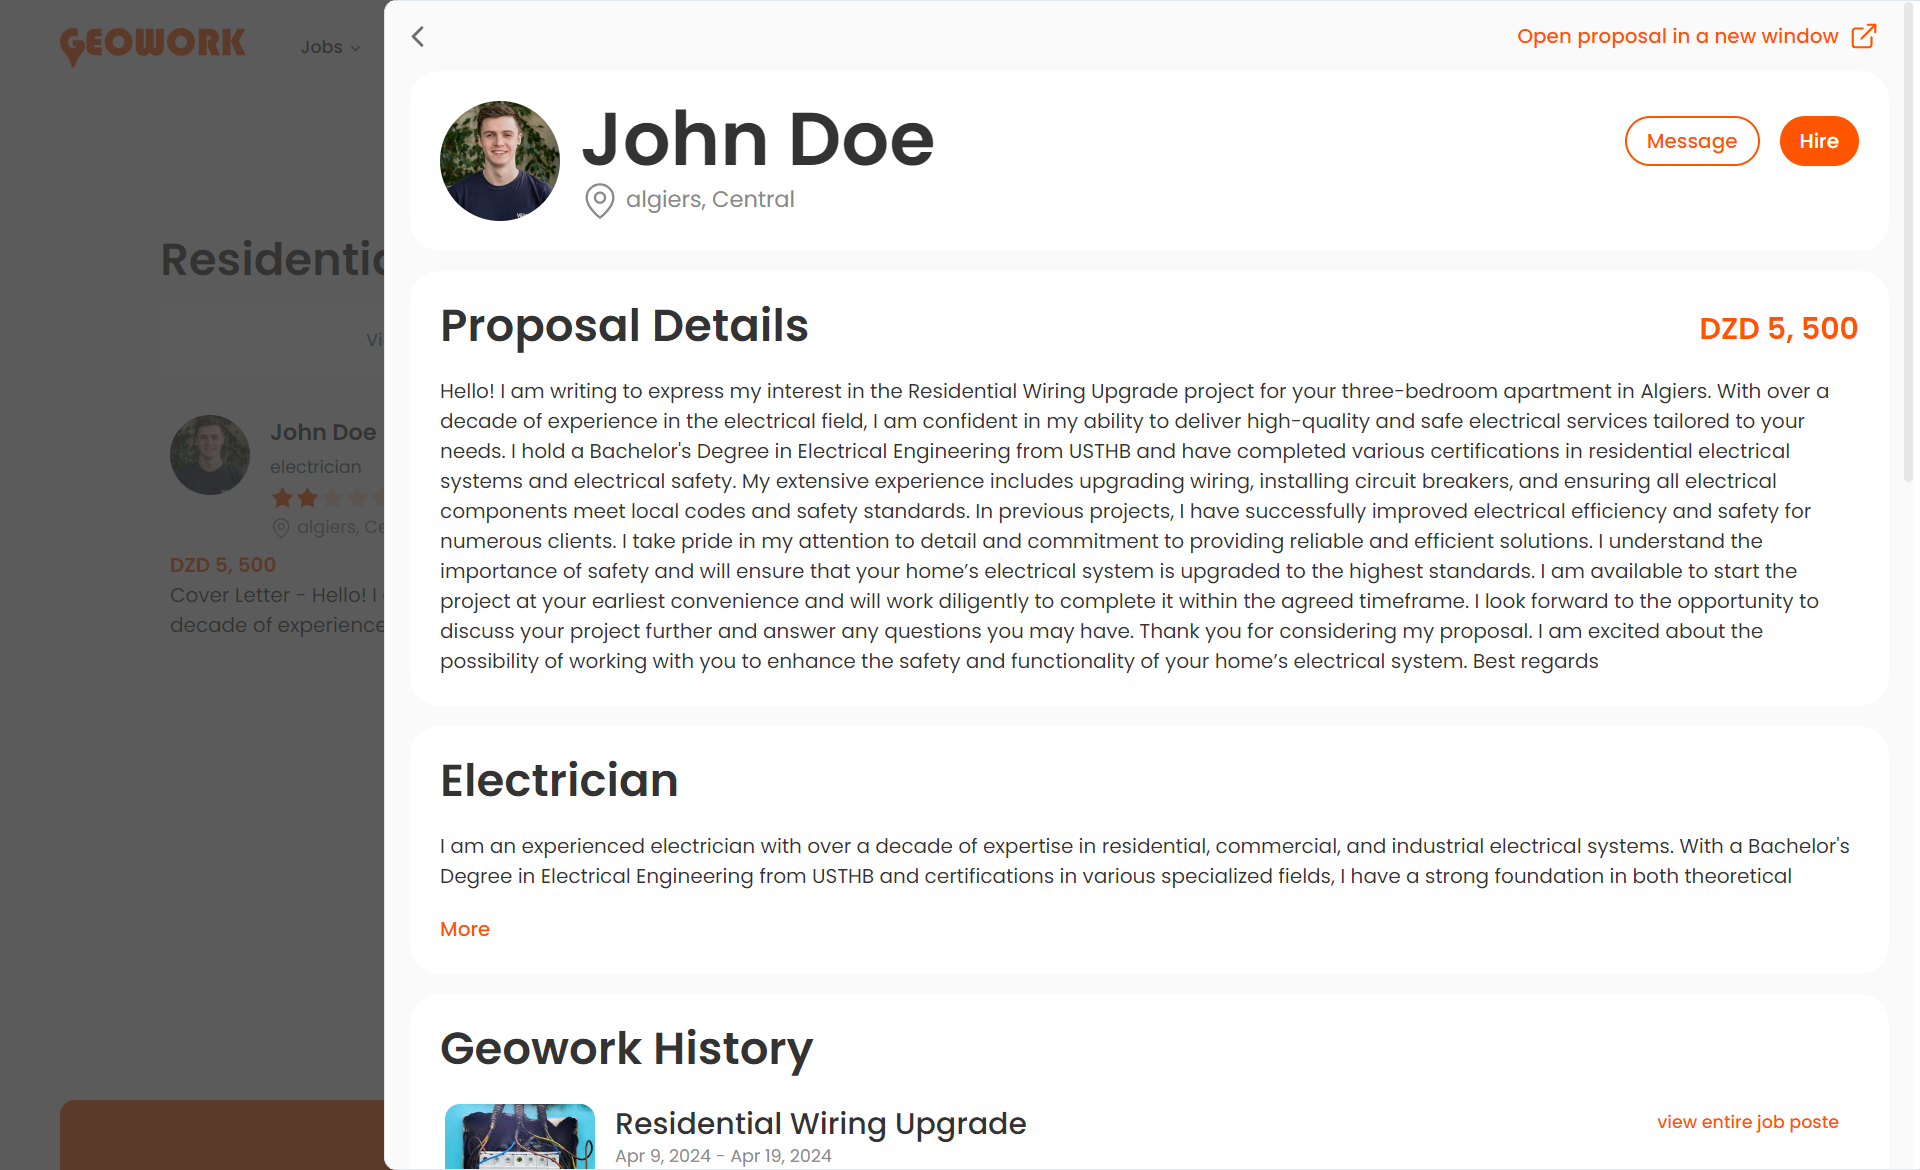 GEOWORK
Jobs
Open proposal in a new window
John Doe
algiers, Central
Message
Hire
Residentia
Vi
John Doe
electrician
algiers, Ce
DZD 5, 500
Cover Letter - Hello! I
decade of experience
Proposal Details
DZD 5, 500
Hello! I am writing to express my interest in the Residential Wiring Upgrade project for your three-bedroom apartment in Algiers. With over a
decade of experience in the electrical field, I am confident in my ability to deliver high-quality and safe electrical services tailored to your
needs. I hold a Bachelor's Degree in Electrical Engineering from USTHB and have completed various certifications in residential electrical
systems and electrical safety. My extensive experience includes upgrading wiring, installing circuit breakers, and ensuring all electrical
components meet local codes and safety standards. In previous projects, I have successfully improved electrical efficiency and safety for
numerous clients. I take pride in my attention to detail and commitment to providing reliable and efficient solutions. I understand the
importance of safety and will ensure that your home’s electrical system is upgraded to the highest standards. I am available to start the
project at your earliest convenience and will work diligently to complete it within the agreed timeframe. I look forward to the opportunity to
discuss your project further and answer any questions you may have. Thank you for considering my proposal. I am excited about the
possibility of working with you to enhance the safety and functionality of your home’s electrical system. Best regards
Electrician
I am an experienced electrician with over a decade of expertise in residential, commercial, and industrial electrical systems. With a Bachelor's
Degree in Electrical Engineering from USTHB and certifications in various specialized fields, I have a strong foundation in both theoretical
More
Geowork History
Residential Wiring Upgrade
view entire job poste
Apr 9, 2024 - Apr 19, 2024